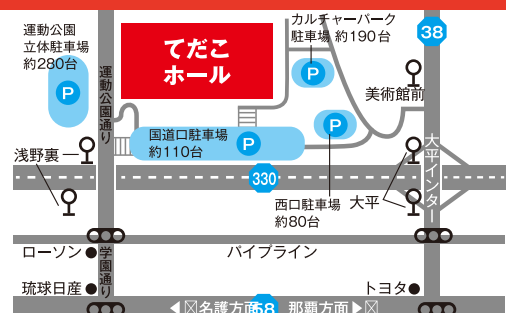 運動公園
立体駐車場
約280台
P
運動公園通り
てだこ
ホール
カルチャーパーク
駐車場 約190台
P
38
美術館前
国道口駐車場
約110台
P
P
浅野裏
大平インター
330
西口駐車場
約80台
大平
ローソン
学園通り
パイプライン
琉球日産
トヨタ
名護方面
58
那覇方面